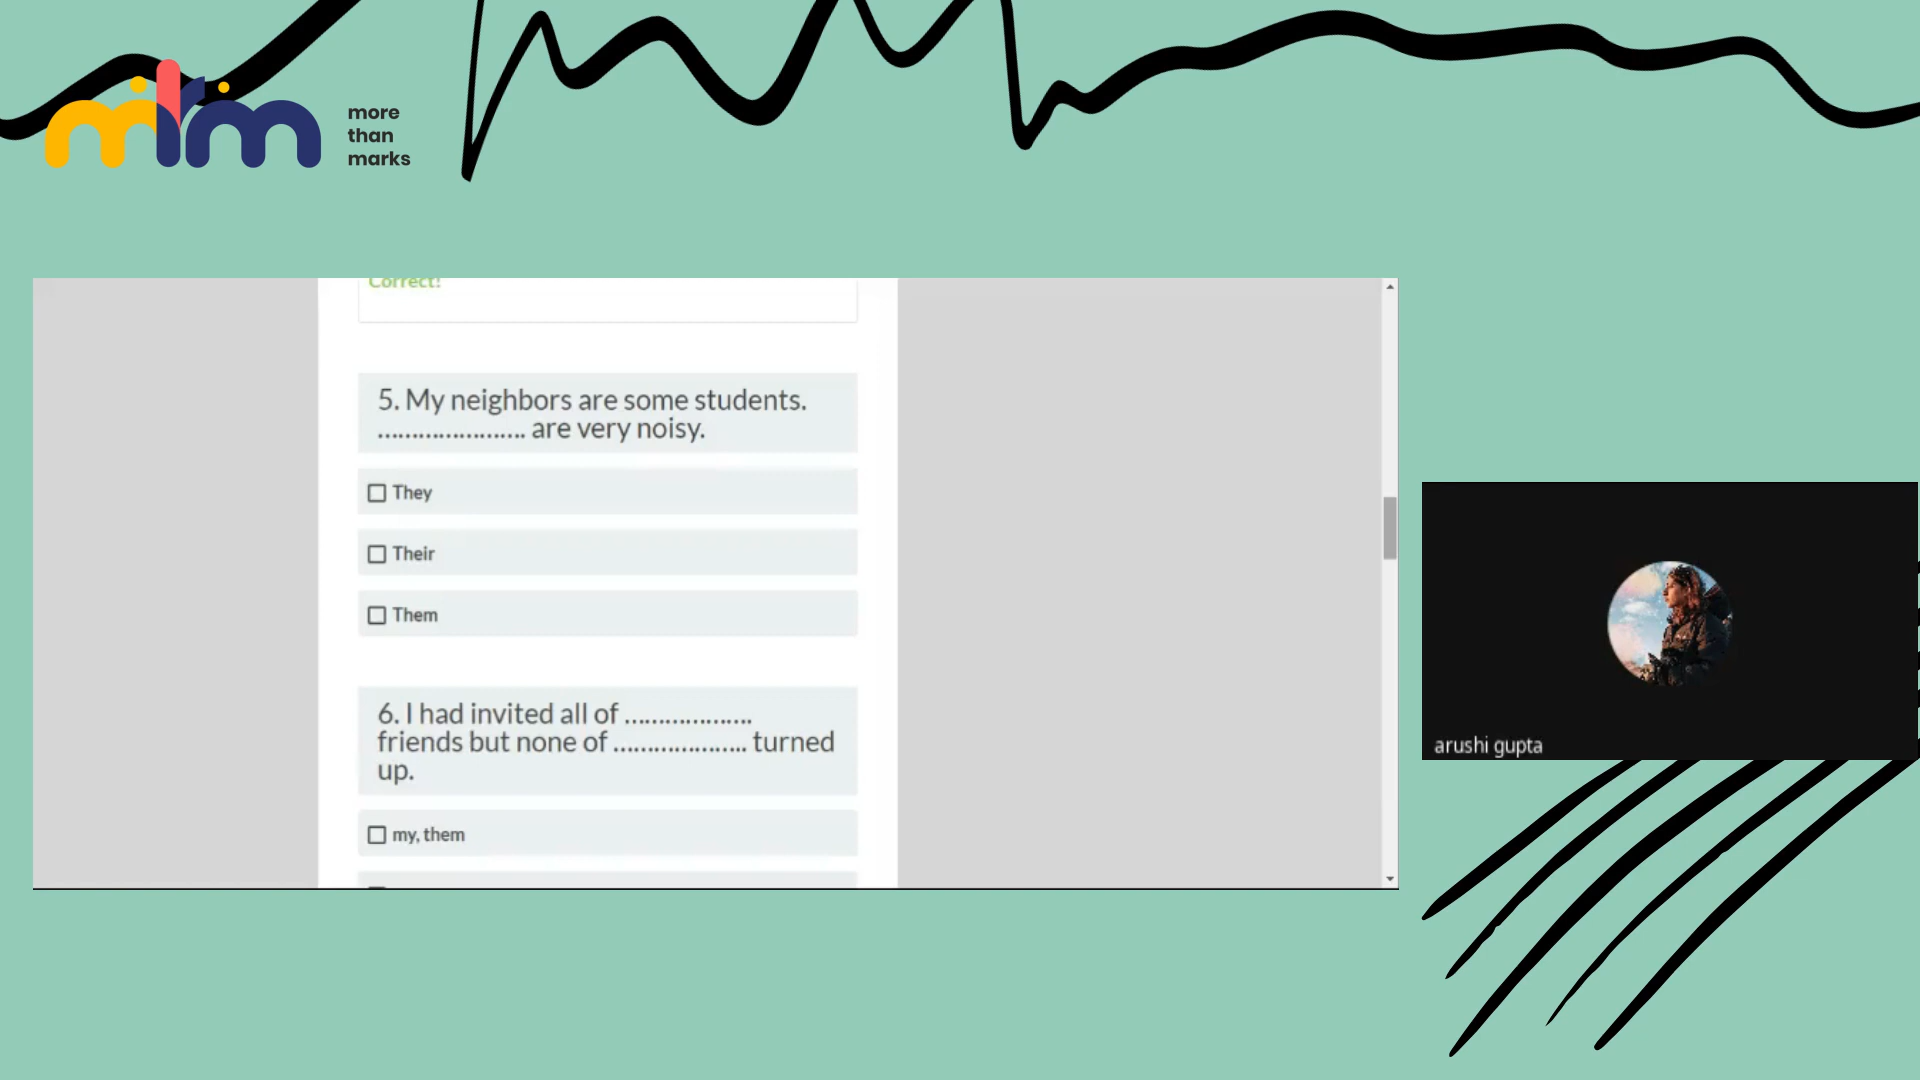 mtm
more
than
marks
Correct!
5. My neighbors are some students.
...................... are very noisy.
They
Their
Them
6. I had invited all of ...................
friends but none of .................... turned
up.
my, them
arushi gupta